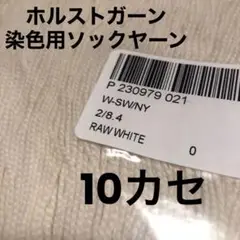 ホルストガーン
染色用ソックヤーン
P 230979 021
W-SW/NY
2/8.4
RAW WHITE
0
10カセ